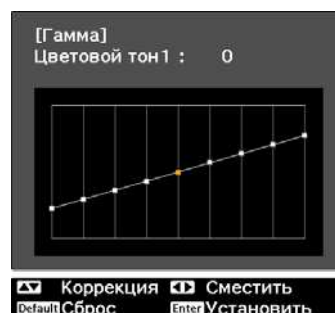 [Гамма]
Цветовой тон1 : 0
Коррекция Сместить
Default Сброс Enter Установить